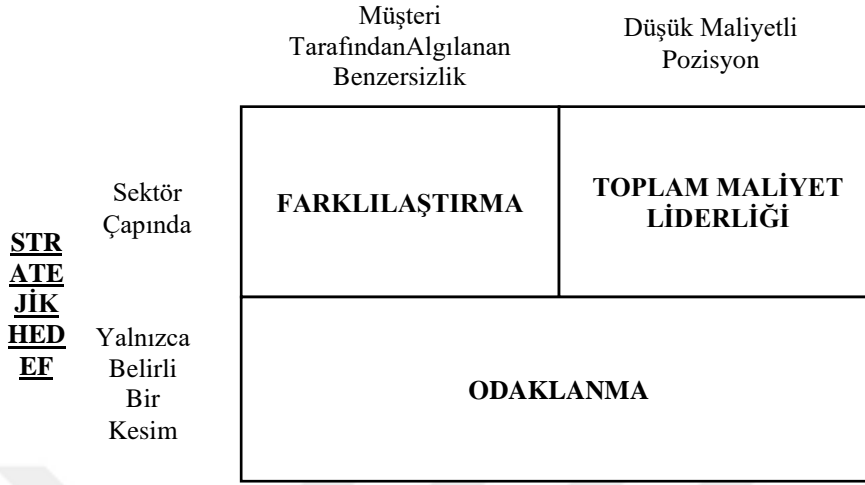 Müşteri
TarafındanAlgılanan
Benzersizlik
Düşük Maliyetli
Pozisyon
STR
ATE
JİK
HED
EF
Sektör
Çapında
FARKLILAŞTIRMA
TOPLAM MALİYET
LİDERLİĞİ
Yalnızca
Belirli
Bir
Kesim
ODAKLANMA